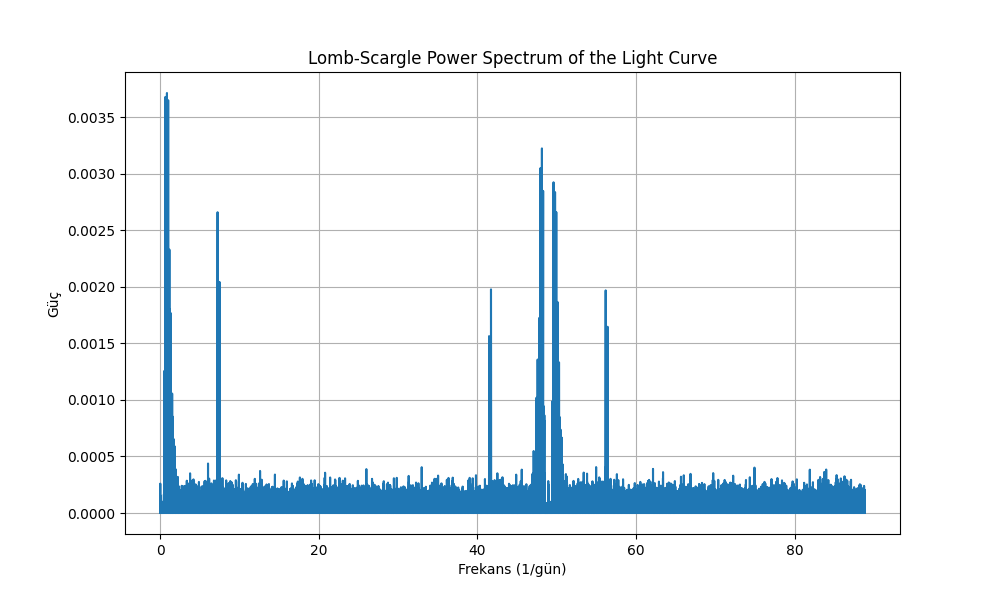 Lomb-Scargle Power Spectrum of the Light Curve
0.0035
0.0030
0.0025
0.0020
0.0015
0.0010
0.0005
0.0000
Güç
0 20 40 60 80
Frekans (1/gün)